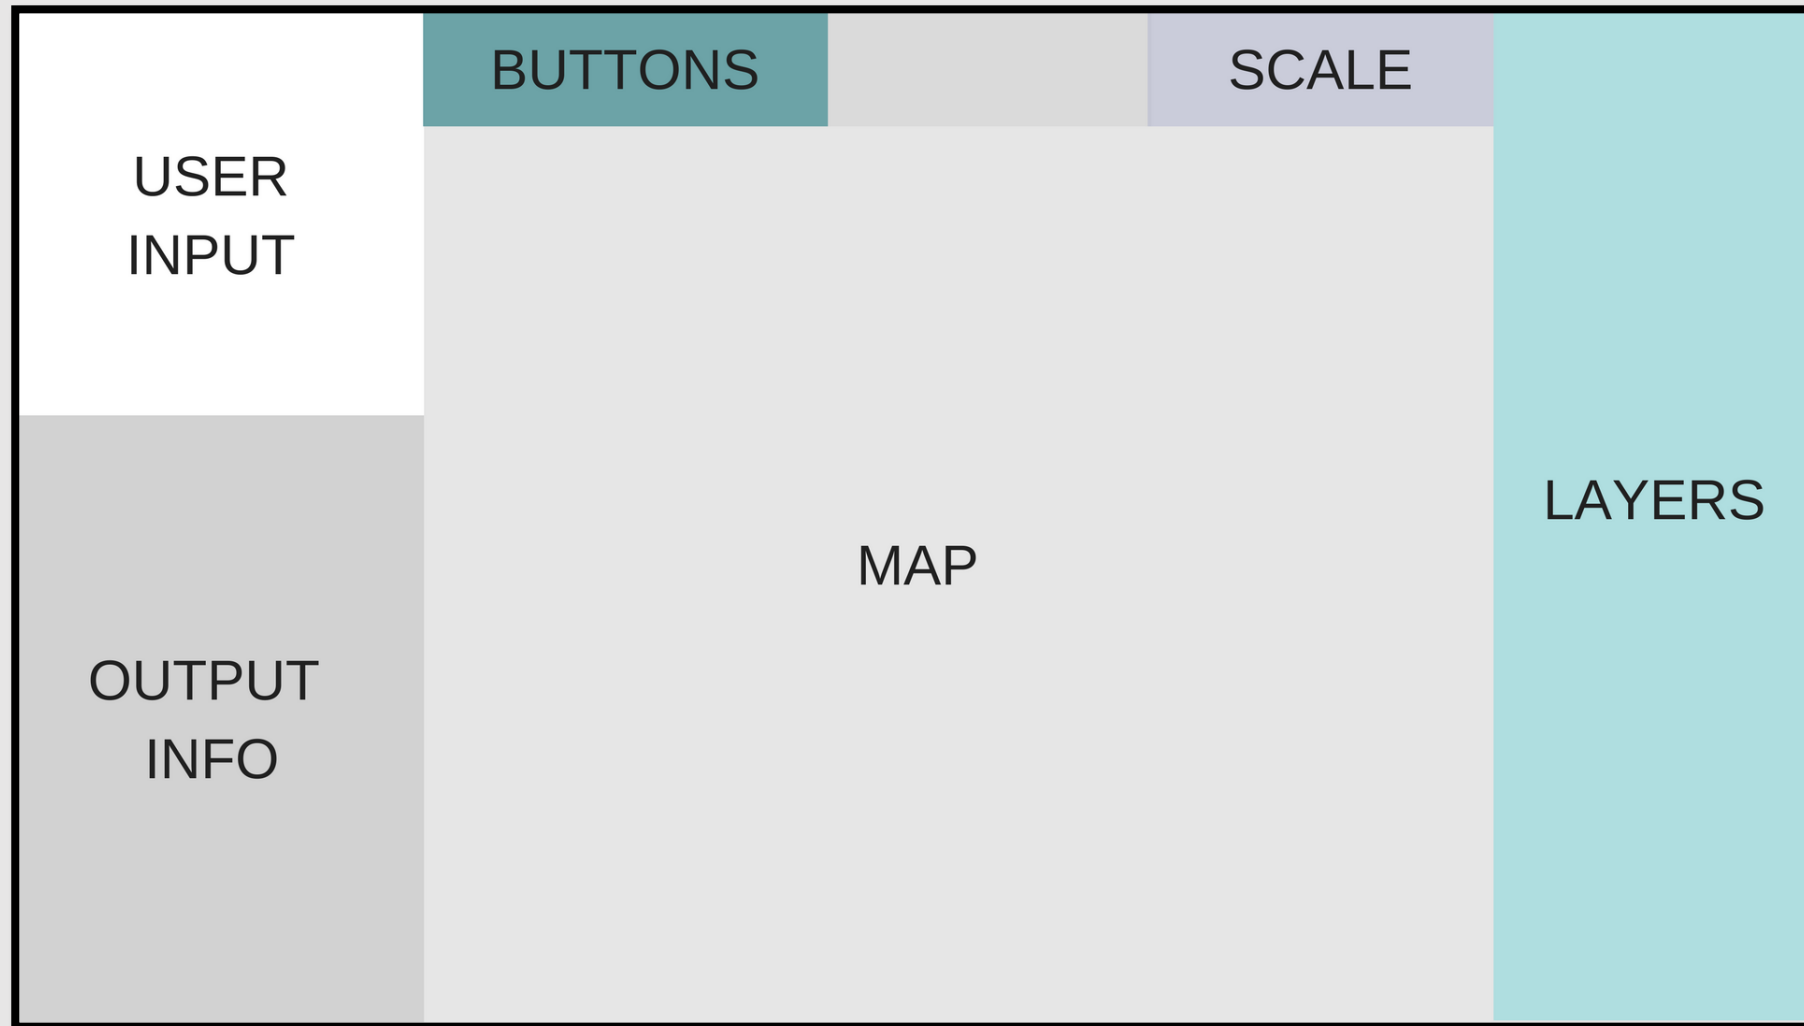 BUTTONS
SCALE
USER
INPUT
LAYERS
MAP
OUTPUT
INFO